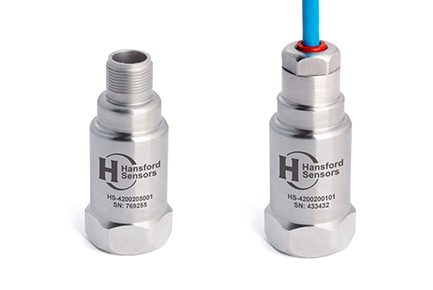 H Hansford
Sensors
HS-4200205001
SN: 769255
H Hansford
Sensors
HS-4200200101
SN: 433432